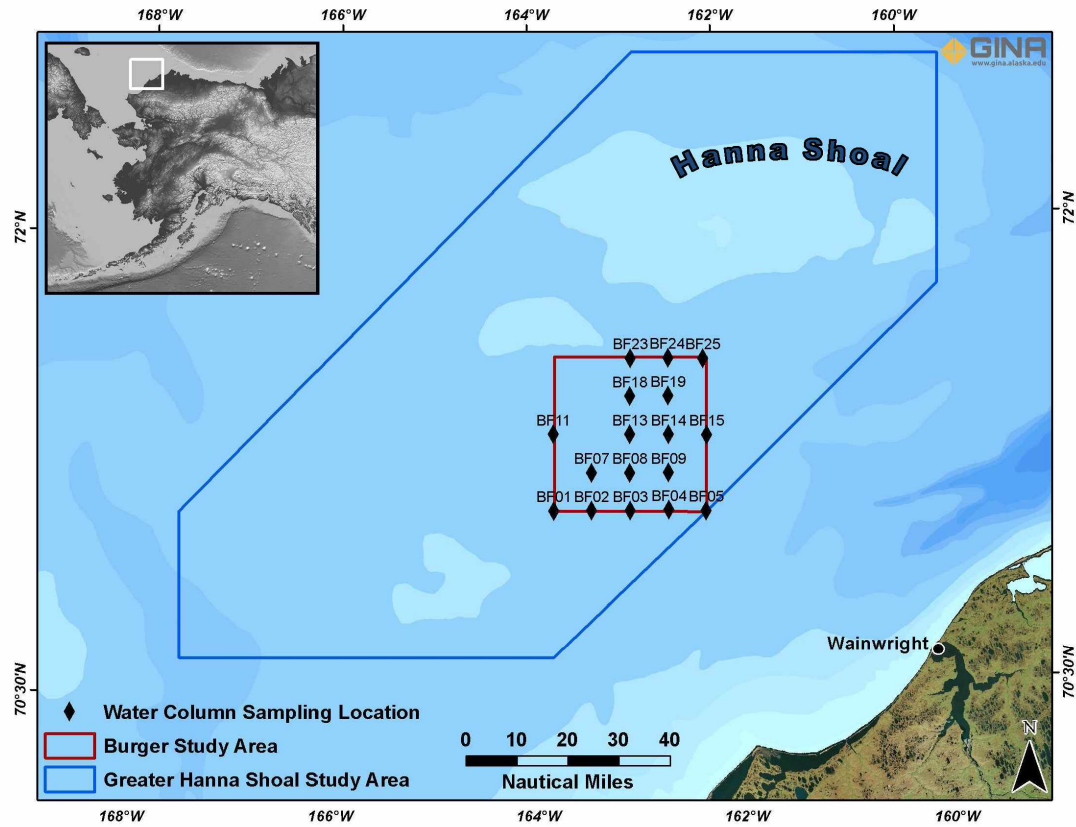 168°W 166°W 164°W 162°W 160°W
GINA
www.gina.alaska.edu
Hanna Shoal
72°N 72°N
BF23 BF24 BF25
BF18 BF19
BF11 BF13 BF14 BF15
BF07 BF08 BF09
BF01 BF02 BF03 BF04 BF05
Wainwright
70°30'N 70°30'N
Water Column Sampling Location
Burger Study Area
Greater Hanna Shoal Study Area
0 10 20 30 40
Nautical Miles
N
168°W 166°W 164°W 162°W 160°W